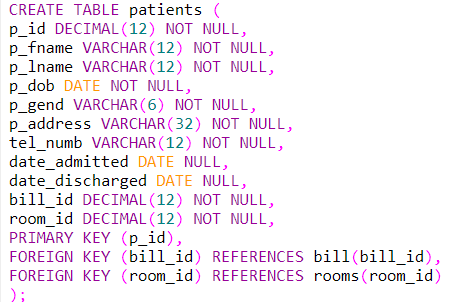 CREATE TABLE patients (
p_id DECIMAL(12) NOT NULL,
p_fname VARCHAR(12) NOT NULL,
p_lname VARCHAR(12) NOT NULL,
p_dob DATE NOT NULL,
p_gend VARCHAR(6) NOT NULL,
p_address VARCHAR(32) NOT NULL,
tel_numb VARCHAR(12) NOT NULL,
date_admitted DATE NULL,
date_discharged DATE NULL,
bill_id DECIMAL(12) NOT NULL,
room_id DECIMAL(12) NOT NULL,
PRIMARY KEY (p_id),
FOREIGN KEY (bill_id) REFERENCES bill(bill_id),
FOREIGN KEY (room_id) REFERENCES rooms(room_id)
);